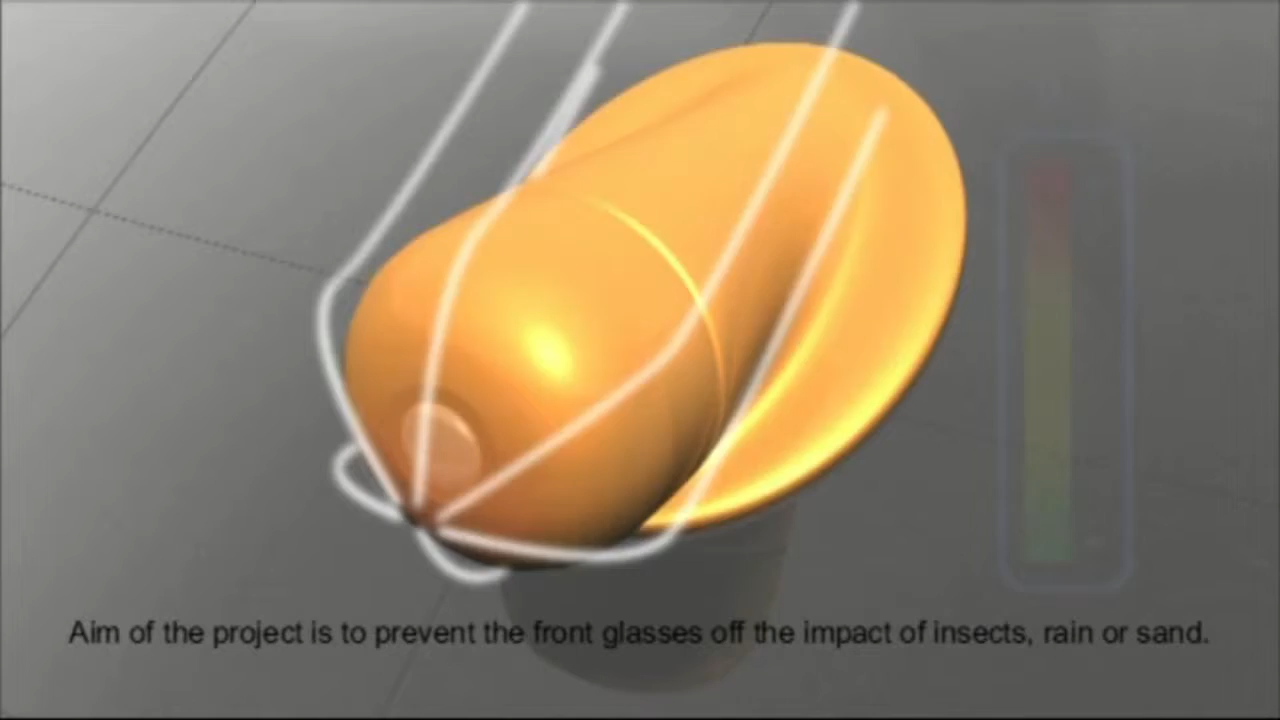 Aim of the project is to prevent the front glasses off the impact of insects, rain or sand.